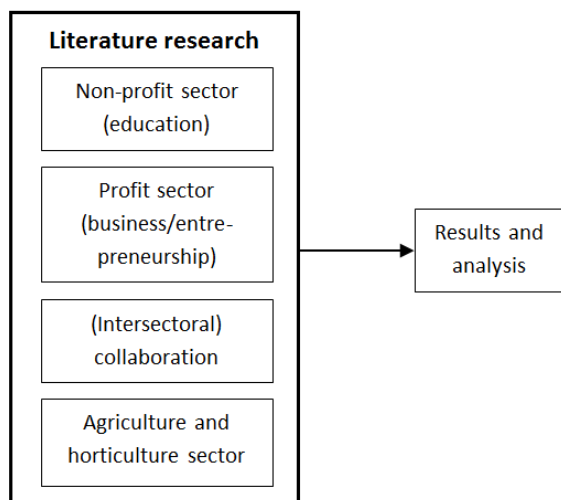 Literature research
Non-profit sector
(education)
Profit sector
(business/entre-
preneurship)
(Intersectoral)
collaboration
Agriculture and
horticulture sector
Results and
analysis